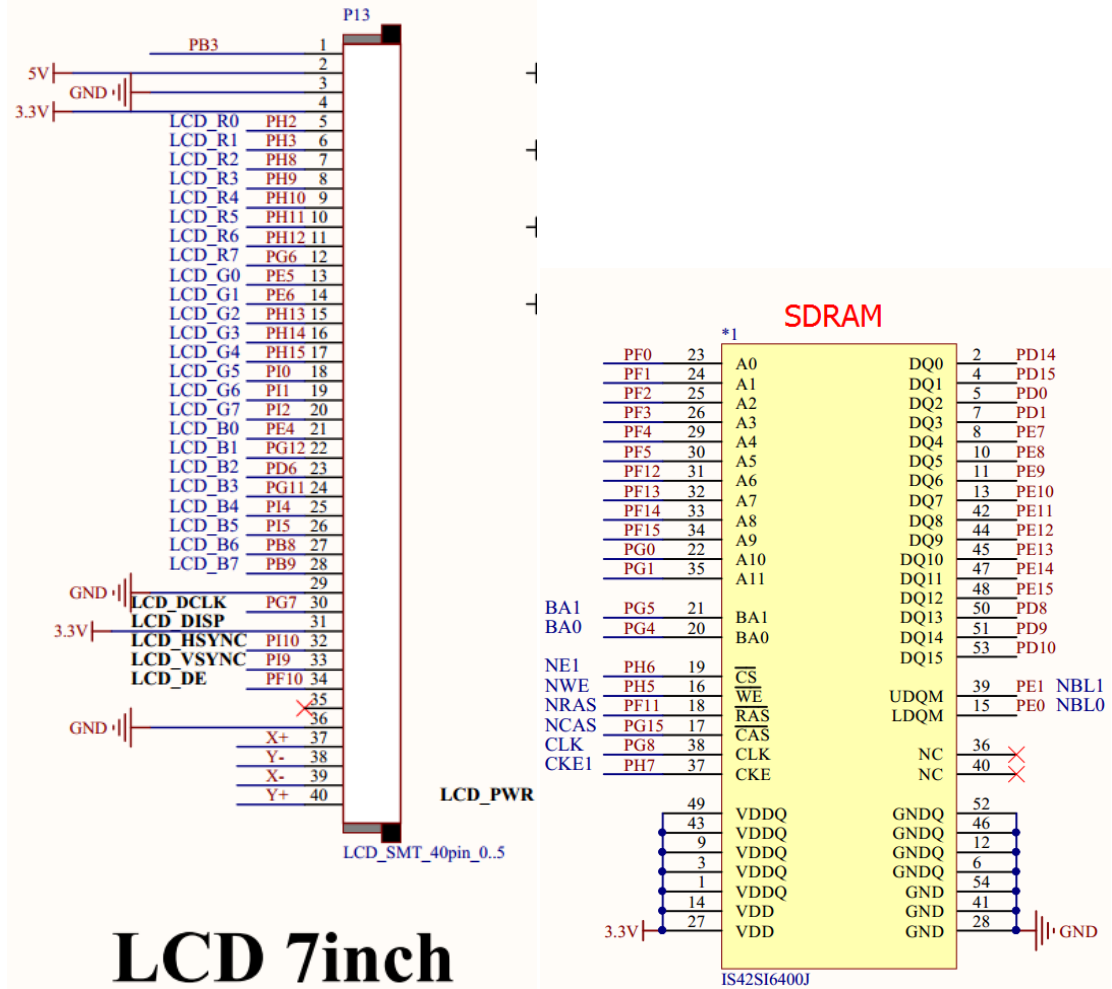 P13
PB3 1
5V 2
GND 3
3.3V 4
LCD_R0 PH2 5
LCD_R1 PH3 6
LCD_R2 PH8 7
LCD_R3 PH9 8
LCD_R4 PH10 9
LCD_R5 PH11 10
LCD_R6 PH12 11
LCD_R7 PG6 12
LCD_G0 PE5 13
LCD_G1 PE6 14
LCD_G2 PH13 15
LCD_G3 PH14 16
LCD_G4 PH15 17
LCD_G5 PI0 18
LCD_G6 PI1 19
LCD_G7 PI2 20
LCD_B0 PE4 21
LCD_B1 PG12 22
LCD_B2 PD6 23
LCD_B3 PG11 24
LCD_B4 PI4 25
LCD_B5 PI5 26
LCD_B6 PB8 27
LCD_B7 PB9 28
GND 29
LCD_DCLK PG7 30
3.3V LCD_DISP 31
LCD_HSYNC PI10 32
LCD_VSYNC PI9 33
LCD_DE PF10 34
35
GND 36
X+ 37
Y- 38
X- 39
Y+ 40
LCD_PWR
LCD_SMT_40pin_0..5
LCD 7inch
SDRAM
*1
PF0 23 A0 DQ0 2 PD14
PF1 24 A1 DQ1 4 PD15
PF2 25 A2 DQ2 5 PD0
PF3 26 A3 DQ3 7 PD1
PF4 29 A4 DQ4 8 PE7
PF5 30 A5 DQ5 10 PE8
PF12 31 A6 DQ6 11 PE9
PF13 32 A7 DQ7 13 PE10
PF14 33 A8 DQ8 42 PE11
PF15 34 A9 DQ9 44 PE12
PG0 22 A10 DQ10 45 PE13
PG1 35 A11 DQ11 47 PE14
DQ12 48 PE15
BA1 PG5 21 BA1 DQ13 50 PD8
BA0 PG4 20 BA0 DQ14 51 PD9
DQ15 53 PD10
NE1 PH6 19 CS
NWE PH5 16 WE UDQM 39 PE1 NBL1
NRAS PF11 18 RAS LDQM 15 PE0 NBL0
NCAS PG15 17 CAS
CLK PG8 38 CLK NC 36
CKE1 PH7 37 CKE NC 40
49 VDDQ GNDQ 52
43 VDDQ GNDQ 46
9 VDDQ GNDQ 12
3 VDDQ GNDQ 6
1 VDDQ GND 54
14 VDD GND 41
3.3V 27 VDD GND 28 GND
IS42SI6400J